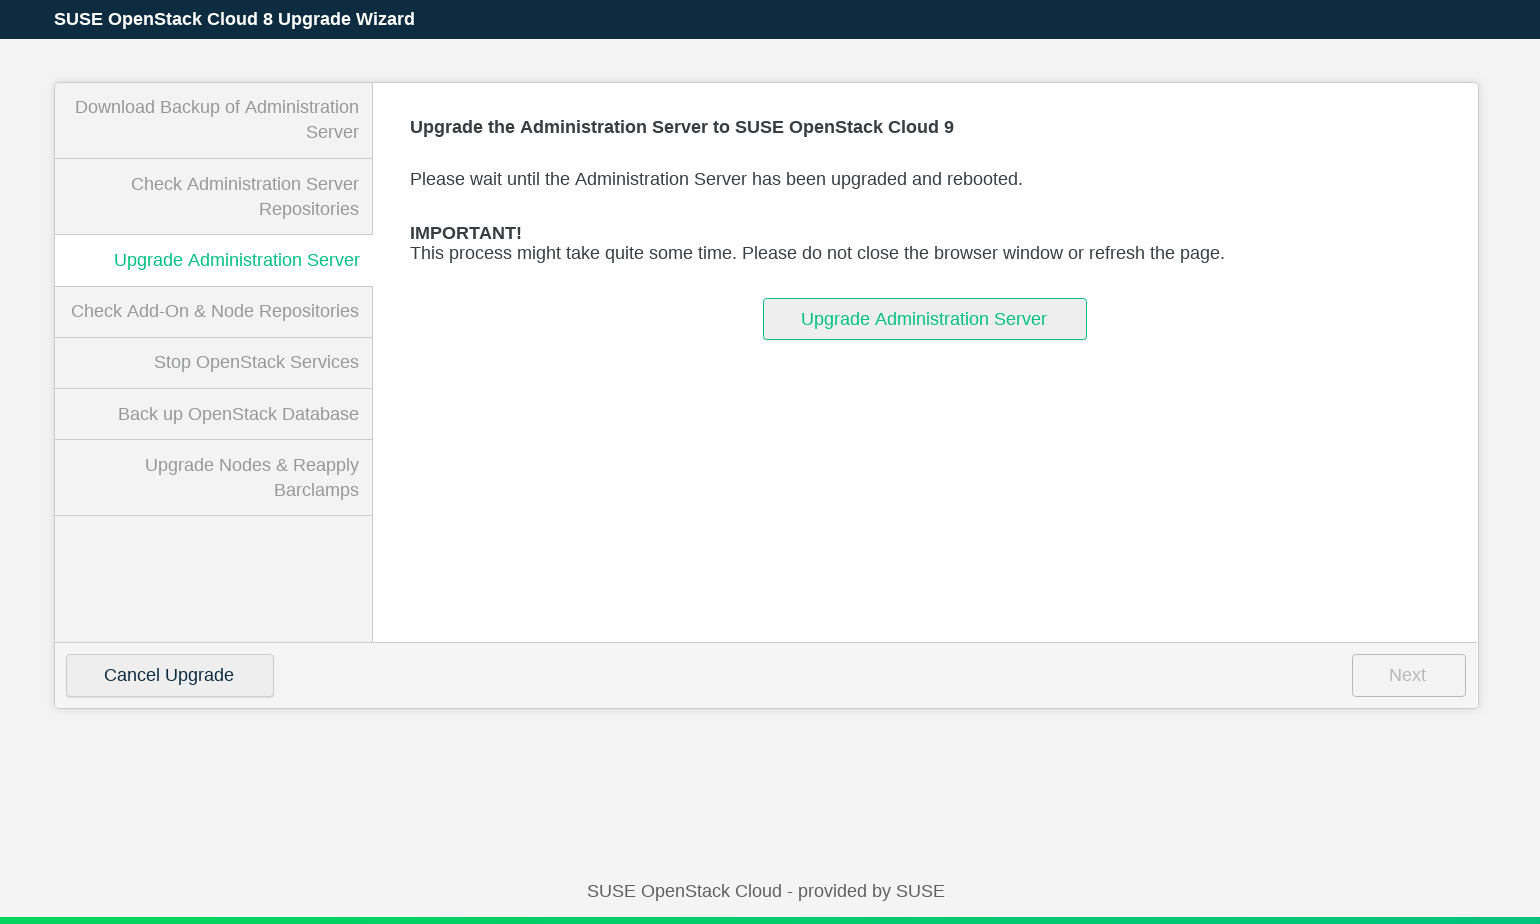 SUSE OpenStack Cloud 8 Upgrade Wizard
Download Backup of Administration
Server
Check Administration Server
Repositories
Upgrade Administration Server
Check Add-On & Node Repositories
Stop OpenStack Services
Back up OpenStack Database
Upgrade Nodes & Reapply
Barclamps
Upgrade the Administration Server to SUSE OpenStack Cloud 9
Please wait until the Administration Server has been upgraded and rebooted.
IMPORTANT!
This process might take quite some time. Please do not close the browser window or refresh the page.
Upgrade Administration Server
Cancel Upgrade
Next
SUSE OpenStack Cloud - provided by SUSE